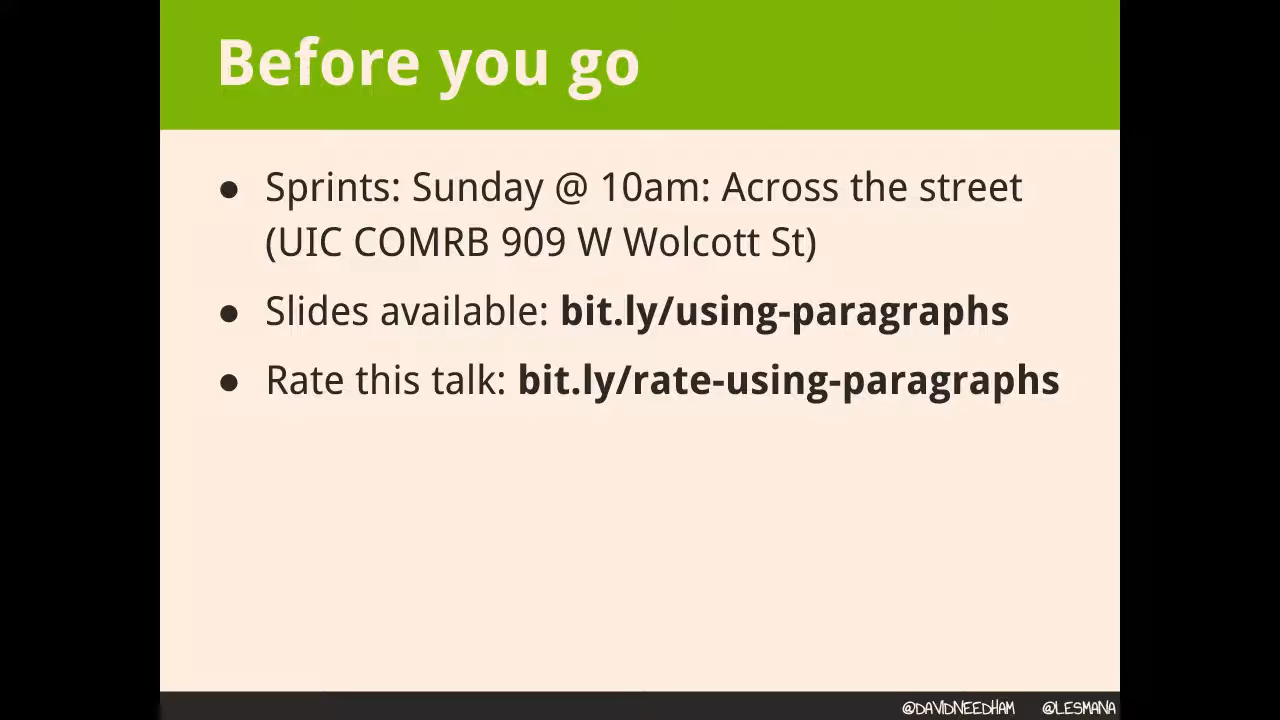 Before you go
● Sprints: Sunday @ 10am: Across the street
(UIC COMRB 909 W Wolcott St)
● Slides available: bit.ly/using-paragraphs
● Rate this talk: bit.ly/rate-using-paragraphs
@DAVIDNEEDHAM @LESMANA